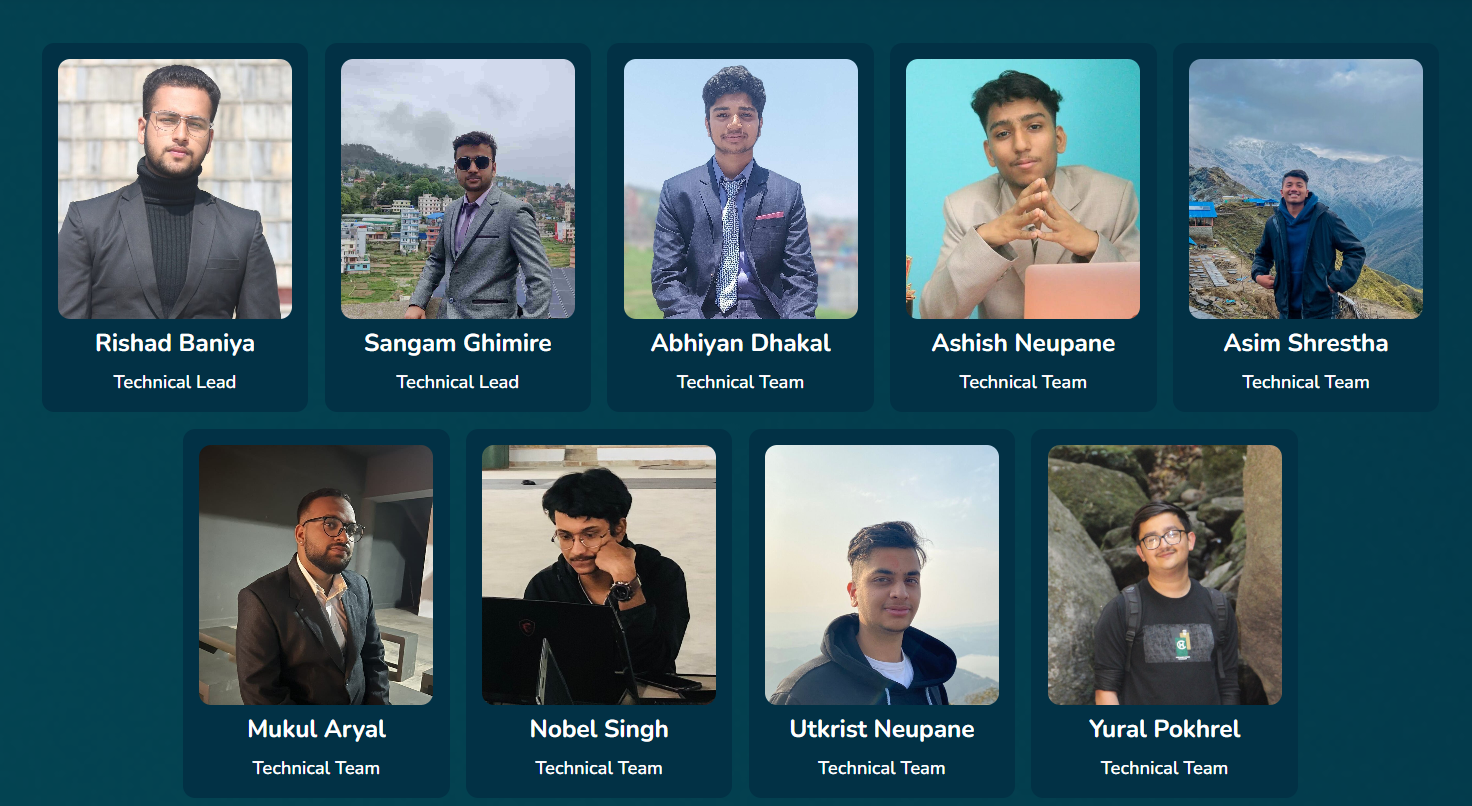 Rishad Baniya
Technical Lead
Sangam Ghimire
Technical Lead
Abhiyan Dhakal
Technical Team
Ashish Neupane
Technical Team
Asim Shrestha
Technical Team
Mukul Aryal
Technical Team
Nobel Singh
Technical Team
Utkrist Neupane
Technical Team
Yural Pokhrel
Technical Team